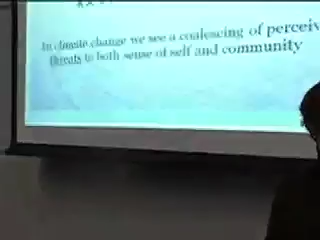 In climate change we see a coalescing of perceiv
threats to both sense of self and community